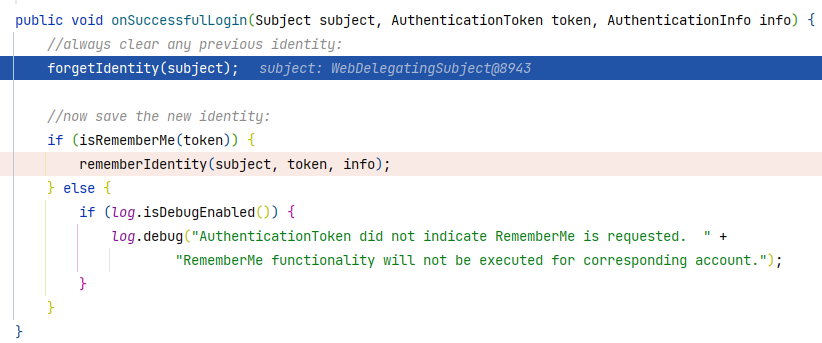 public void onSuccessfulLogin(Subject subject, AuthenticationToken token, AuthenticationInfo info) {
//always clear any previous identity:
forgetIdentity(subject);   subject: WebDelegatingSubject@8943
//now save the new identity:
if (isRememberMe(token)) {
rememberIdentity(subject, token, info);
} else {
if (log.isDebugEnabled()) {
log.debug("AuthenticationToken did not indicate RememberMe is requested.  " +
"RememberMe functionality will not be executed for corresponding account.");
}
}
}